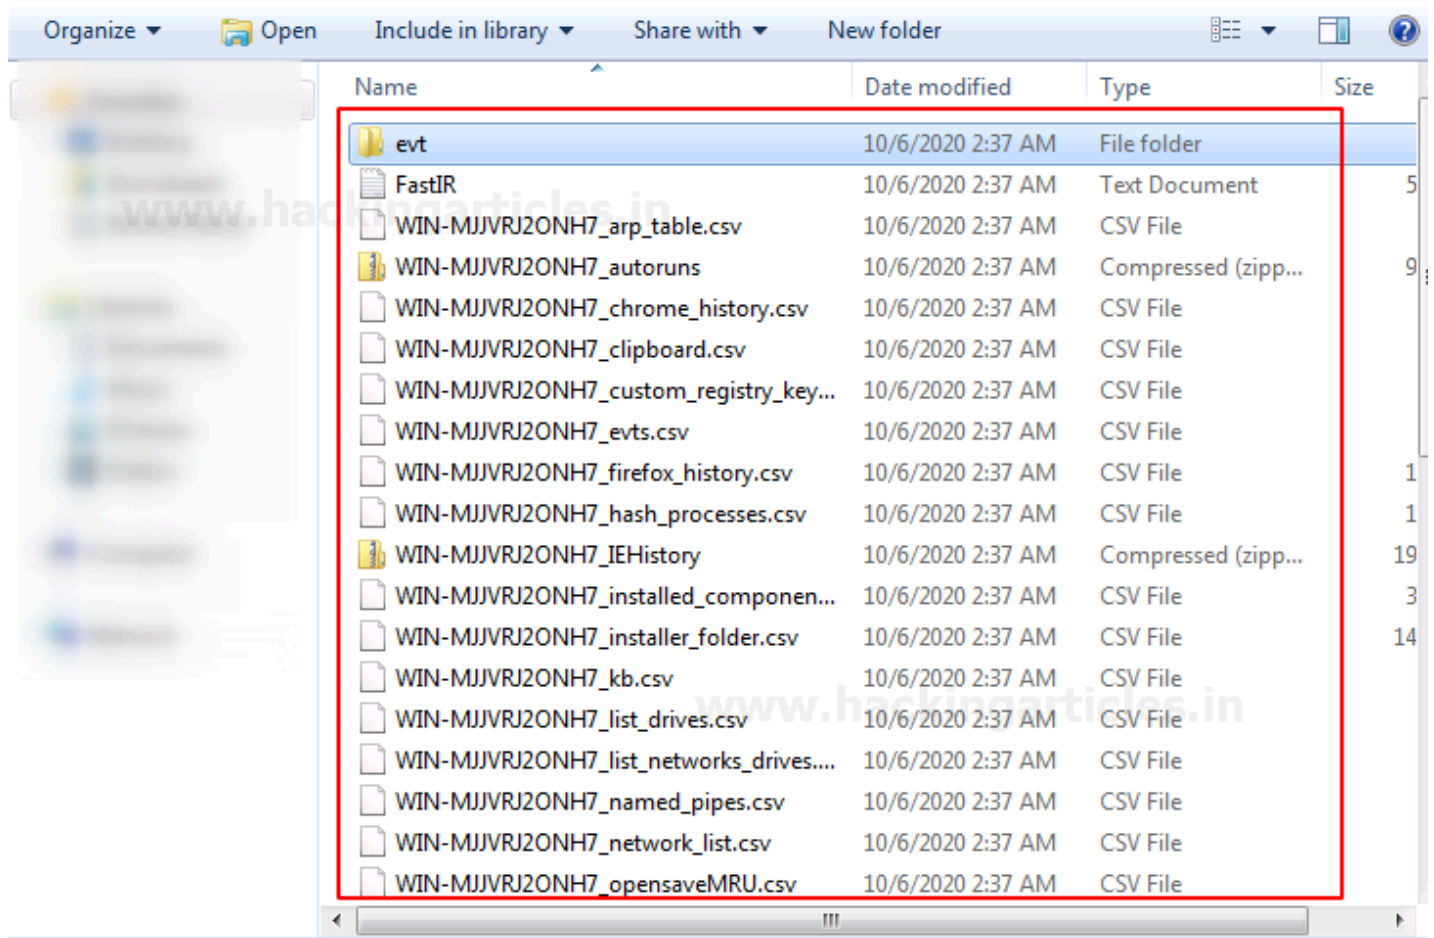 Organize Open Include in library Share with New folder
Name Date modified Type Size
evt 10/6/2020 2:37 AM File folder
FastIR 10/6/2020 2:37 AM Text Document 5
www.hackingarticles.in
WIN-MJJVRJ2ONH7_arp_table.csv 10/6/2020 2:37 AM CSV File
WIN-MJJVRJ2ONH7_autoruns 10/6/2020 2:37 AM Compressed (zipp... 9
WIN-MJJVRJ2ONH7_chrome_history.csv 10/6/2020 2:37 AM CSV File
WIN-MJJVRJ2ONH7_clipboard.csv 10/6/2020 2:37 AM CSV File
WIN-MJJVRJ2ONH7_custom_registry_key... 10/6/2020 2:37 AM CSV File
WIN-MJJVRJ2ONH7_evts.csv 10/6/2020 2:37 AM CSV File
WIN-MJJVRJ2ONH7_firefox_history.csv 10/6/2020 2:37 AM CSV File 1
WIN-MJJVRJ2ONH7_hash_processes.csv 10/6/2020 2:37 AM CSV File 1
WIN-MJJVRJ2ONH7_IEHistory 10/6/2020 2:37 AM Compressed (zipp... 19
WIN-MJJVRJ2ONH7_installed_componen... 10/6/2020 2:37 AM CSV File 3
WIN-MJJVRJ2ONH7_installer_folder.csv 10/6/2020 2:37 AM CSV File 14
WIN-MJJVRJ2ONH7_kb.csv 10/6/2020 2:37 AM CSV File
www.hackingarticles.in
WIN-MJJVRJ2ONH7_list_drives.csv 10/6/2020 2:37 AM CSV File
WIN-MJJVRJ2ONH7_list_networks_drives.... 10/6/2020 2:37 AM CSV File
WIN-MJJVRJ2ONH7_named_pipes.csv 10/6/2020 2:37 AM CSV File
WIN-MJJVRJ2ONH7_network_list.csv 10/6/2020 2:37 AM CSV File
WIN-MJJVRJ2ONH7_opensaveMRU.csv 10/6/2020 2:37 AM CSV File